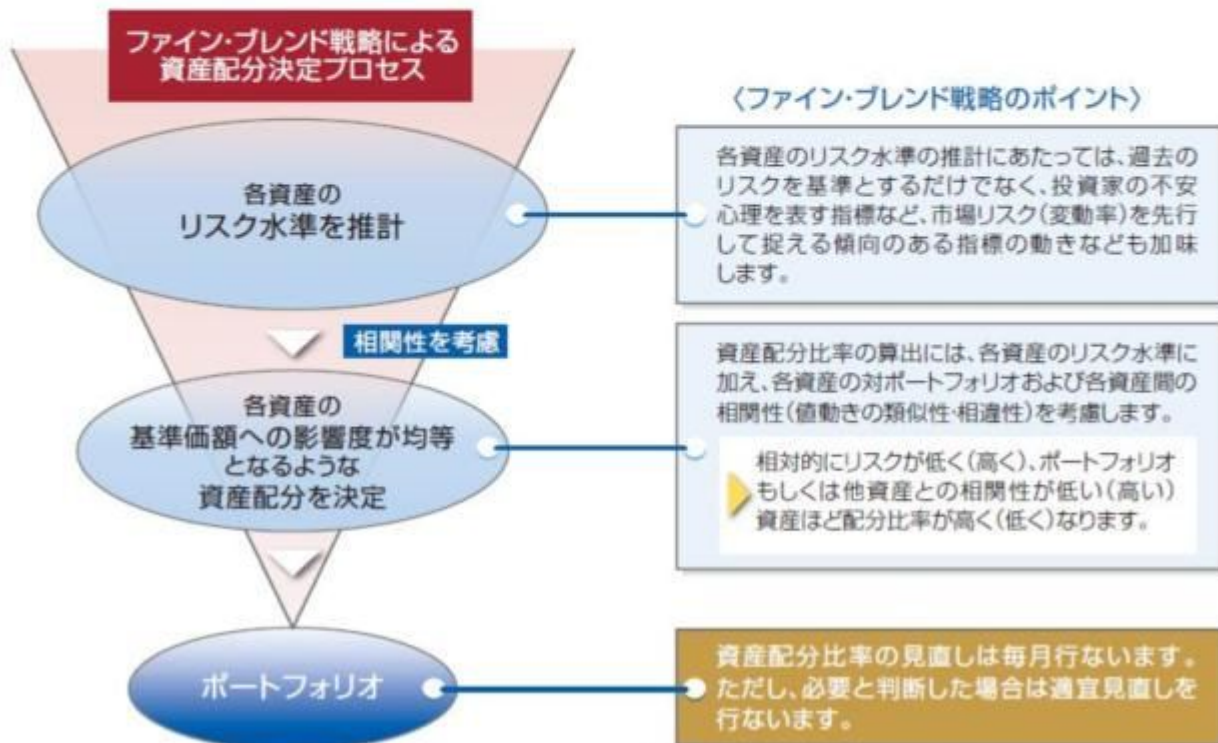 ファイン・ブレンド戦略による
資産配分決定プロセス
〈ファイン・ブレンド戦略のポイント〉
各資産の
リスク水準を推計
各資産のリスク水準の推計にあたっては、過去の
リスクを基準とするだけでなく、投資家の不安
心理を表す指標など、市場リスク(変動率)を先行
して捉える傾向のある指標の動きなども加味
します。
相関性を考慮
各資産の
基準価額への影響度が均等
となるような
資産配分を決定
資産配分比率の算出には、各資産のリスク水準に
加え、各資産の対ポートフォリオおよび各資産間の
相関性(値動きの類似性・相違性)を考慮します。
相対的にリスクが低く(高く)、ポートフォリオ
もしくは他資産との相関性が低い(高い)
資産ほど配分比率が高く(低く)なります。
ポートフォリオ
資産配分比率の見直しは毎月行ないます。
ただし、必要と判断した場合は適宜見直しを
行ないます。